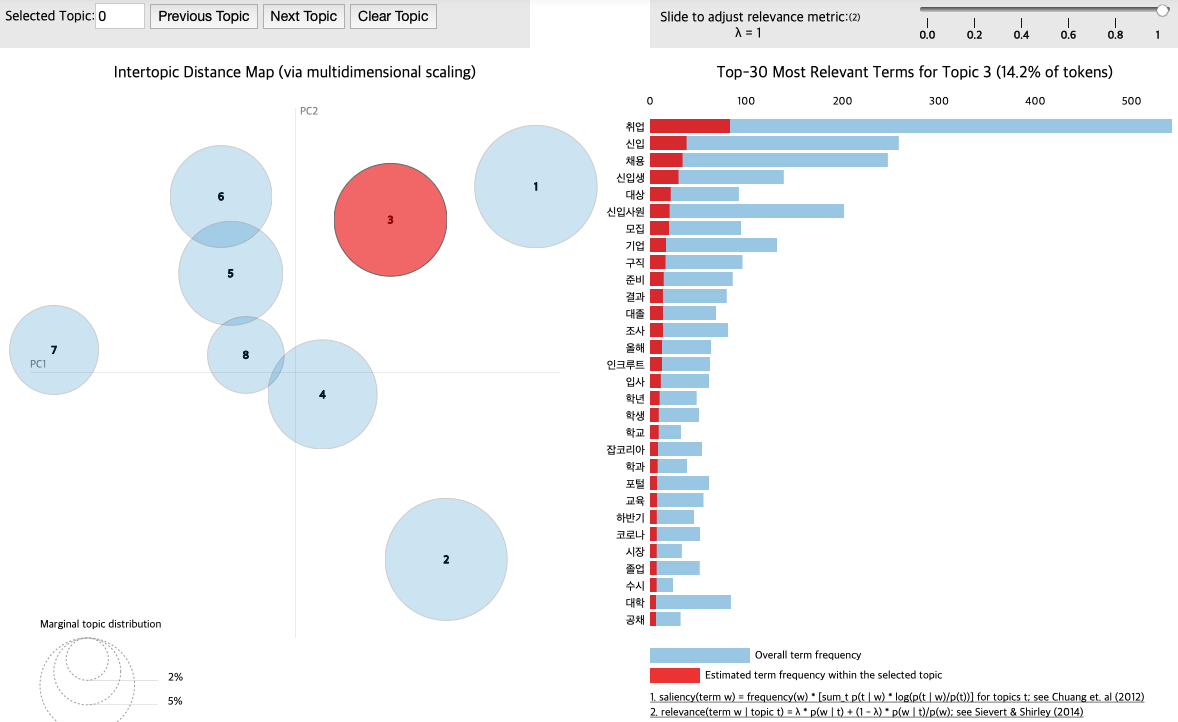 Selected Topic: 0 Previous Topic Next Topic Clear Topic
Slide to adjust relevance metric:(2)
λ = 1
0.0 0.2 0.4 0.6 0.8 1
Intertopic Distance Map (via multidimensional scaling)
PC2
PC1
1
2
3
4
5
6
7
8
Marginal topic distribution
2%
5%
Top-30 Most Relevant Terms for Topic 3 (14.2% of tokens)
0 100 200 300 400 500
취업
신입
채용
신입생
대상
신입사원
모집
기업
구직
준비
결과
대졸
조사
올해
인크루트
입사
학년
학생
학교
잡코리아
학과
포털
교육
하반기
코로나
시장
졸업
수시
대학
공채
Overall term frequency
Estimated term frequency within the selected topic
1. saliency(term w) = frequency(w) * [sum_t p(t | w) * log(p(t | w)/p(t))] for topics t; see Chuang et. al (2012)
2. relevance(term w | topic t) = λ * p(w | t) + (1 - λ) * p(w | t)/p(w); see Sievert & Shirley (2014)